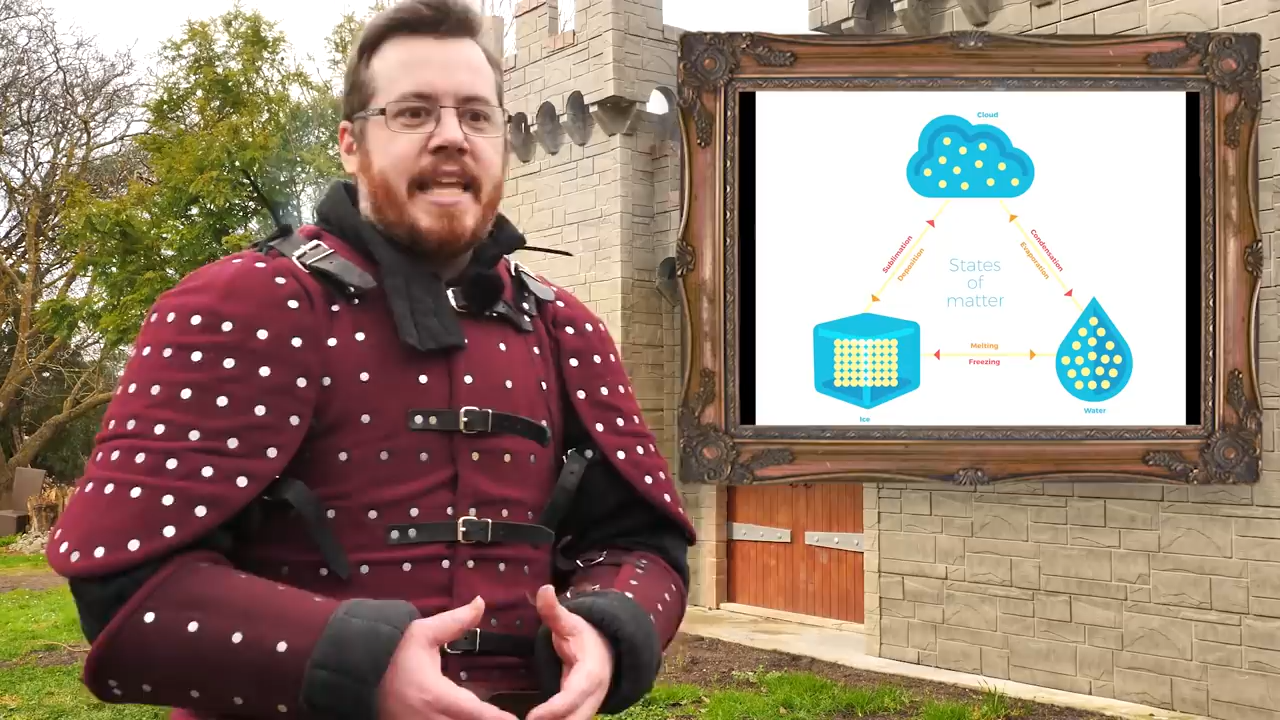 Cloud
Sublimation
Deposition
Condensation
Evaporation
States
of
matter
Melting
Freezing
Ice
Water